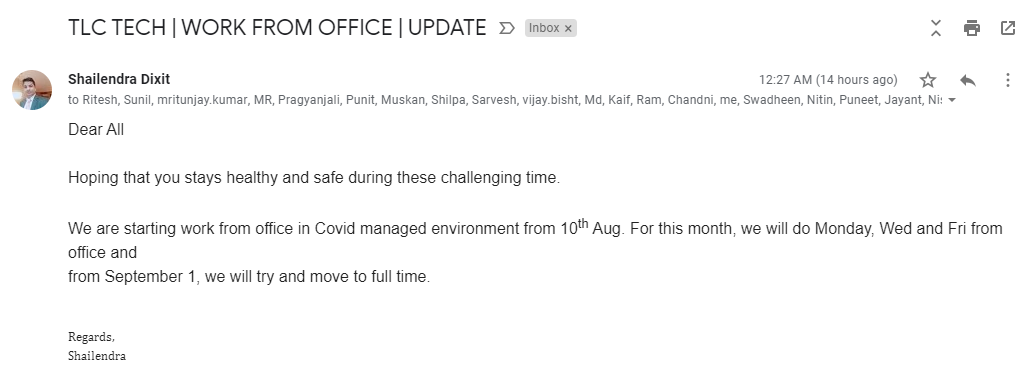 TLC TECH | WORK FROM OFFICE | UPDATE Inbox ×
Shailendra Dixit 12:27 AM (14 hours ago)
to Ritesh, Sunil, mritunjay.kumar, MR, Pragyanjali, Punit, Muskan, Shilpa, Sarvesh, vijay.bisht, Md, Kaif, Ram, Chandni, me, Swadheen, Nitin, Puneet, Jayant,
Dear All
Hoping that you stays healthy and safe during these challenging time.
We are starting work from office in Covid managed environment from 10th Aug. For this month, we will do Monday, Wed and Fri from
office and
from September 1, we will try and move to full time.
Regards,
Shailendra